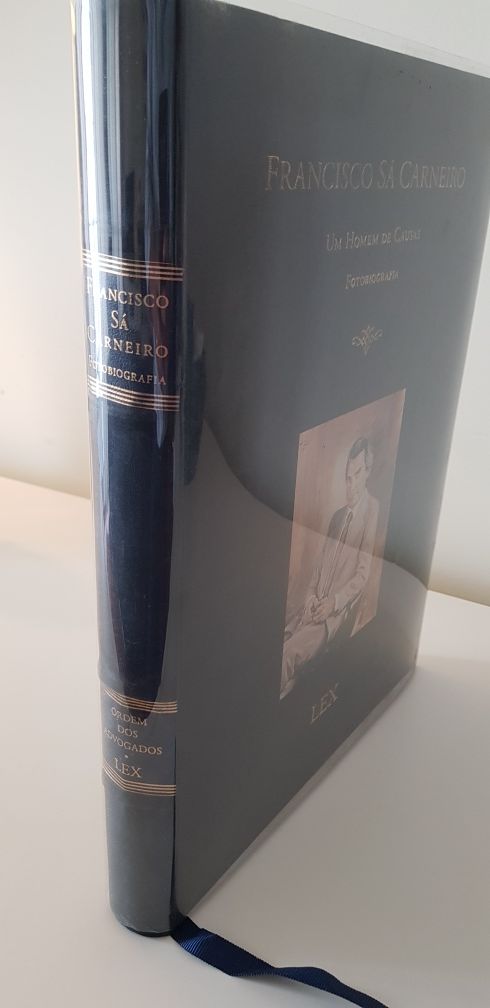 FRANCISCO SÁ CARNEIRO
UM HOMEM DE CAUSAS
FOTOBIOGRAFIA
LEX
FRANCISCO
SÁ
CARNEIRO
FOTOBIOGRAFIA
ORDEM
DOS
ADVOGADOS
LEX